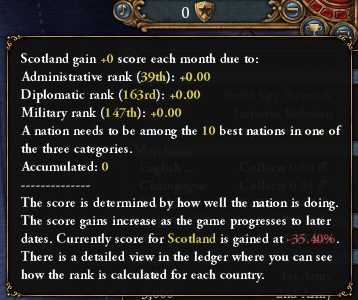 0
Scotland gain +0 score each month due to:
Administrative rank (39th): +0.00
Diplomatic rank (163rd): +0.00
Military rank (147th): +0.00
A nation needs to be among the 10 best nations in one of
the three categories.
Accumulated: 0
--------------
The score is determined by how well the nation is doing.
The score gains increase as the game progresses to later
dates. Currently score for Scotland is gained at -35.40%.
There is a detailed view in the ledger where you can see
how the rank is calculated for each country.